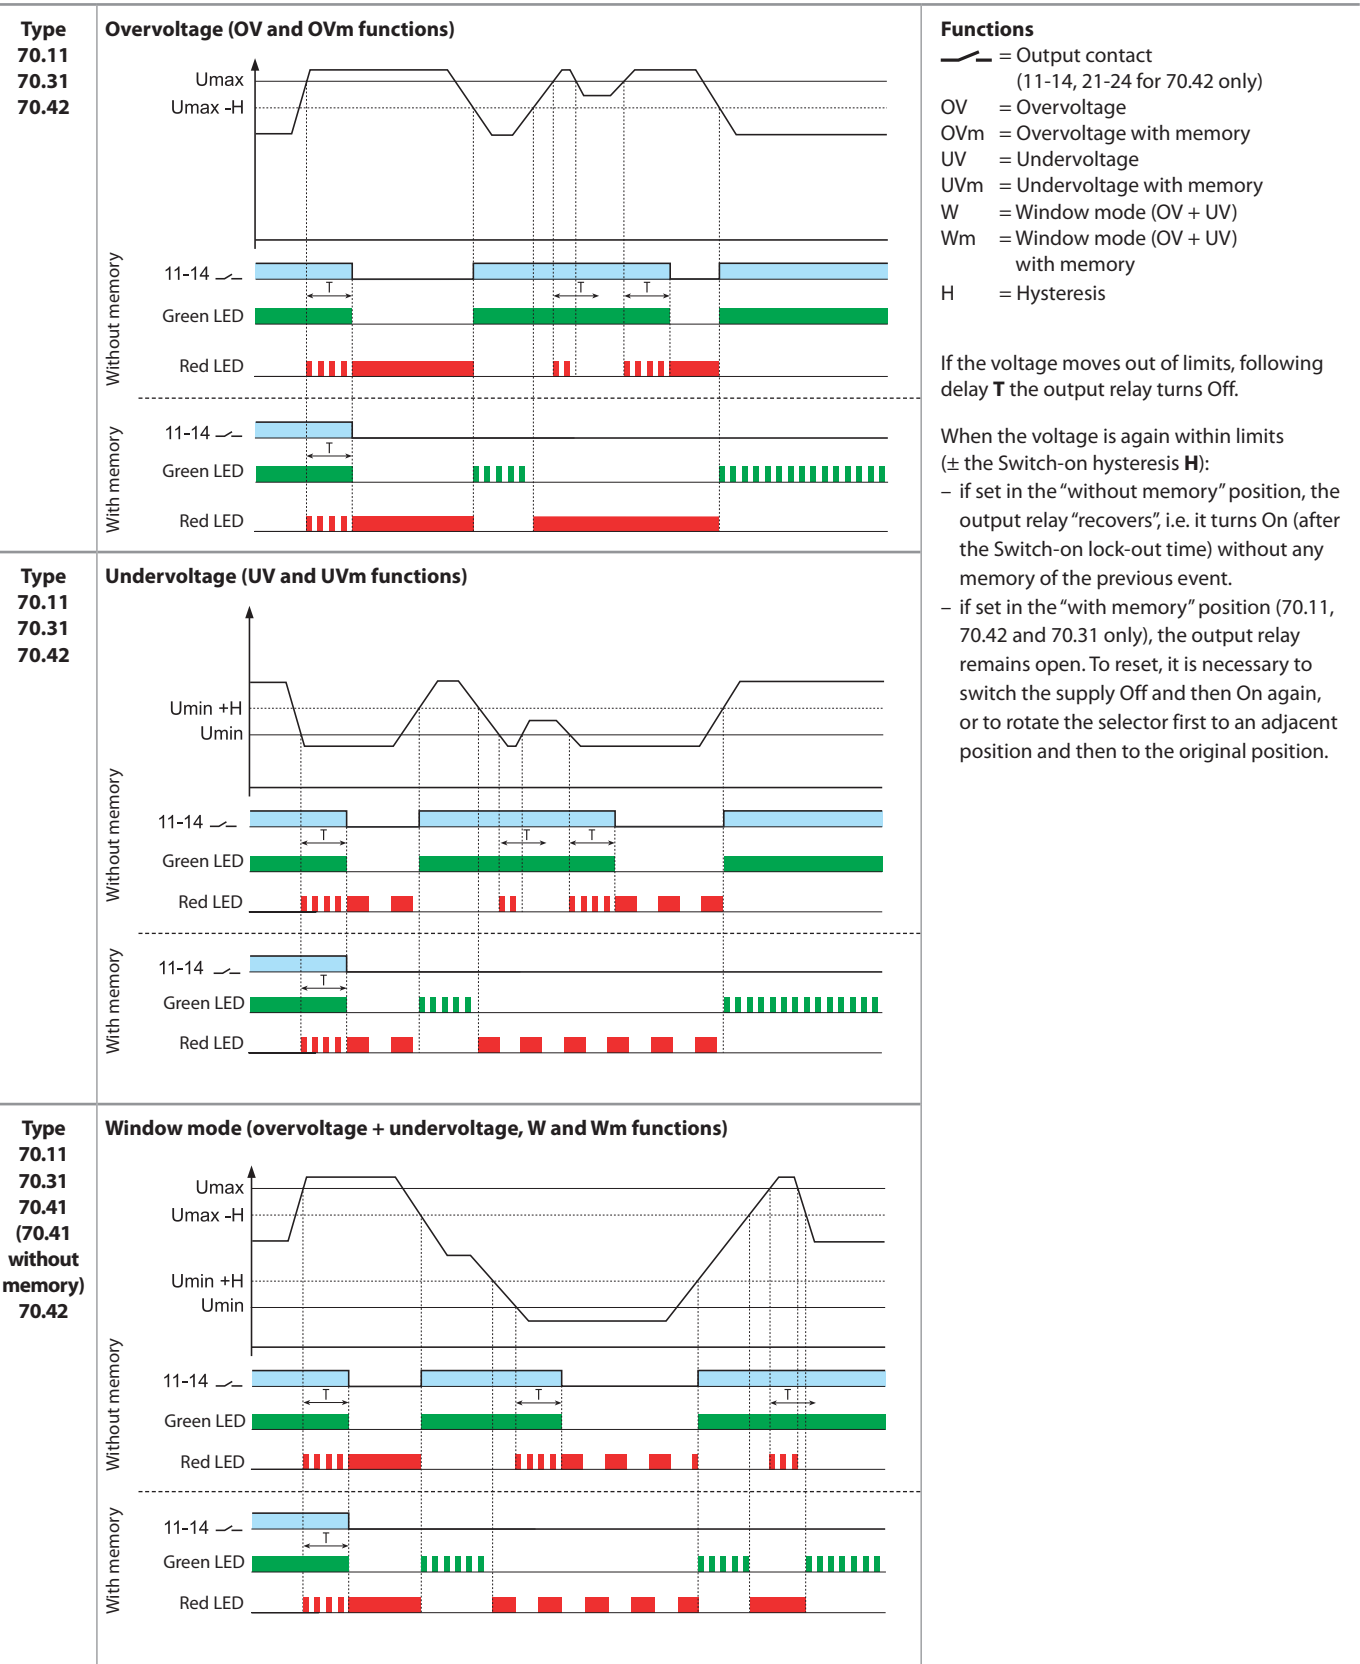 Type
70.11
70.31
70.42
Overvoltage (OV and OVm functions)
Umax
Umax -H
Without memory
11-14
T
T
T
Green LED
Red LED
With memory
11-14
T
Green LED
Red LED
Type
70.11
70.31
70.42
Undervoltage (UV and UVm functions)
Umin +H
Umin
Without memory
11-14
T
T
T
Green LED
Red LED
With memory
11-14
T
Green LED
Red LED
Type
70.11
70.31
70.41
(70.41
without
memory)
70.42
Window mode (overvoltage + undervoltage, W and Wm functions)
Umax
Umax -H
Umin +H
Umin
Without memory
11-14
T
T
T
Green LED
Red LED
With memory
11-14
T
Green LED
Red LED
Functions
= Output contact
(11-14, 21-24 for 70.42 only)
OV = Overvoltage
OVm = Overvoltage with memory
UV = Undervoltage
UVm = Undervoltage with memory
W = Window mode (OV + UV)
Wm = Window mode (OV + UV)
with memory
H = Hysteresis
If the voltage moves out of limits, following
delay T the output relay turns Off.
When the voltage is again within limits
(± the Switch-on hysteresis H):
– if set in the “without memory” position, the
output relay “recovers”, i.e. it turns On (after
the Switch-on lock-out time) without any
memory of the previous event.
– if set in the “with memory” position (70.11,
70.42 and 70.31 only), the output relay
remains open. To reset, it is necessary to
switch the supply Off and then On again,
or to rotate the selector first to an adjacent
position and then to the original position.